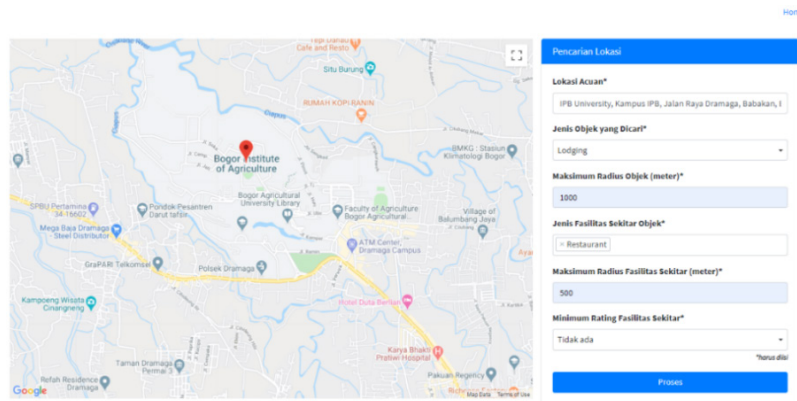 Hom
Cafe and Resto
Situ Burung
RUMAH KOPI RANIN
Ciapus
BMKG : Stasiun
Klimatologi Bogor
Bogor Institute
of Agriculture
Bogor Agricultural
University Library
Pondok Pesantren
Darut tafsir
SPBU Pertamina
34-16602
Mega Baja Dramaga
Steel Distributor
Faculty of Agriculture
Bogor Agricultural...
Village of
Balumbang Jaya
ATM Center,
Dramaga Campus
GraPARI Telkomsel
Polsek Dramaga
Kampoeng Wisata
Cinangneng
Hotel Duta Berlian
Karya Bhakti
Pratiwi Hospital
Taman Dramaga
Permai 3
Pakuan Regency
Refah Residence
Dramaga
Google
Map Data
Terms of Use
Pencarian Lokasi
Lokasi Acuan*
IPB University, Kampus IPB, Jalan Raya Dramaga, Babakan,
Jenis Objek yang Dicari*
Lodging
Maksimum Radius Objek (meter)*
1000
Jenis Fasilitas Sekitar Objek*
× Restaurant
Maksimum Radius Fasilitas Sekitar (meter)*
500
Minimum Rating Fasilitas Sekitar*
Tidak ada
*harus diisi
Proses